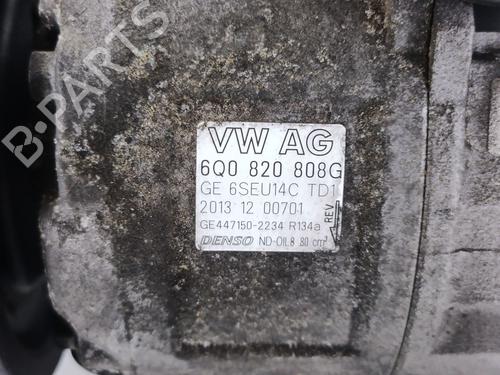 B-PARTS
VW AG
6Q0 820 808G
GE 6SEU14C TD1
2013 12 00701
GE447150-2234 R134a
DENSO ND-OIL8 80 cm³
REV